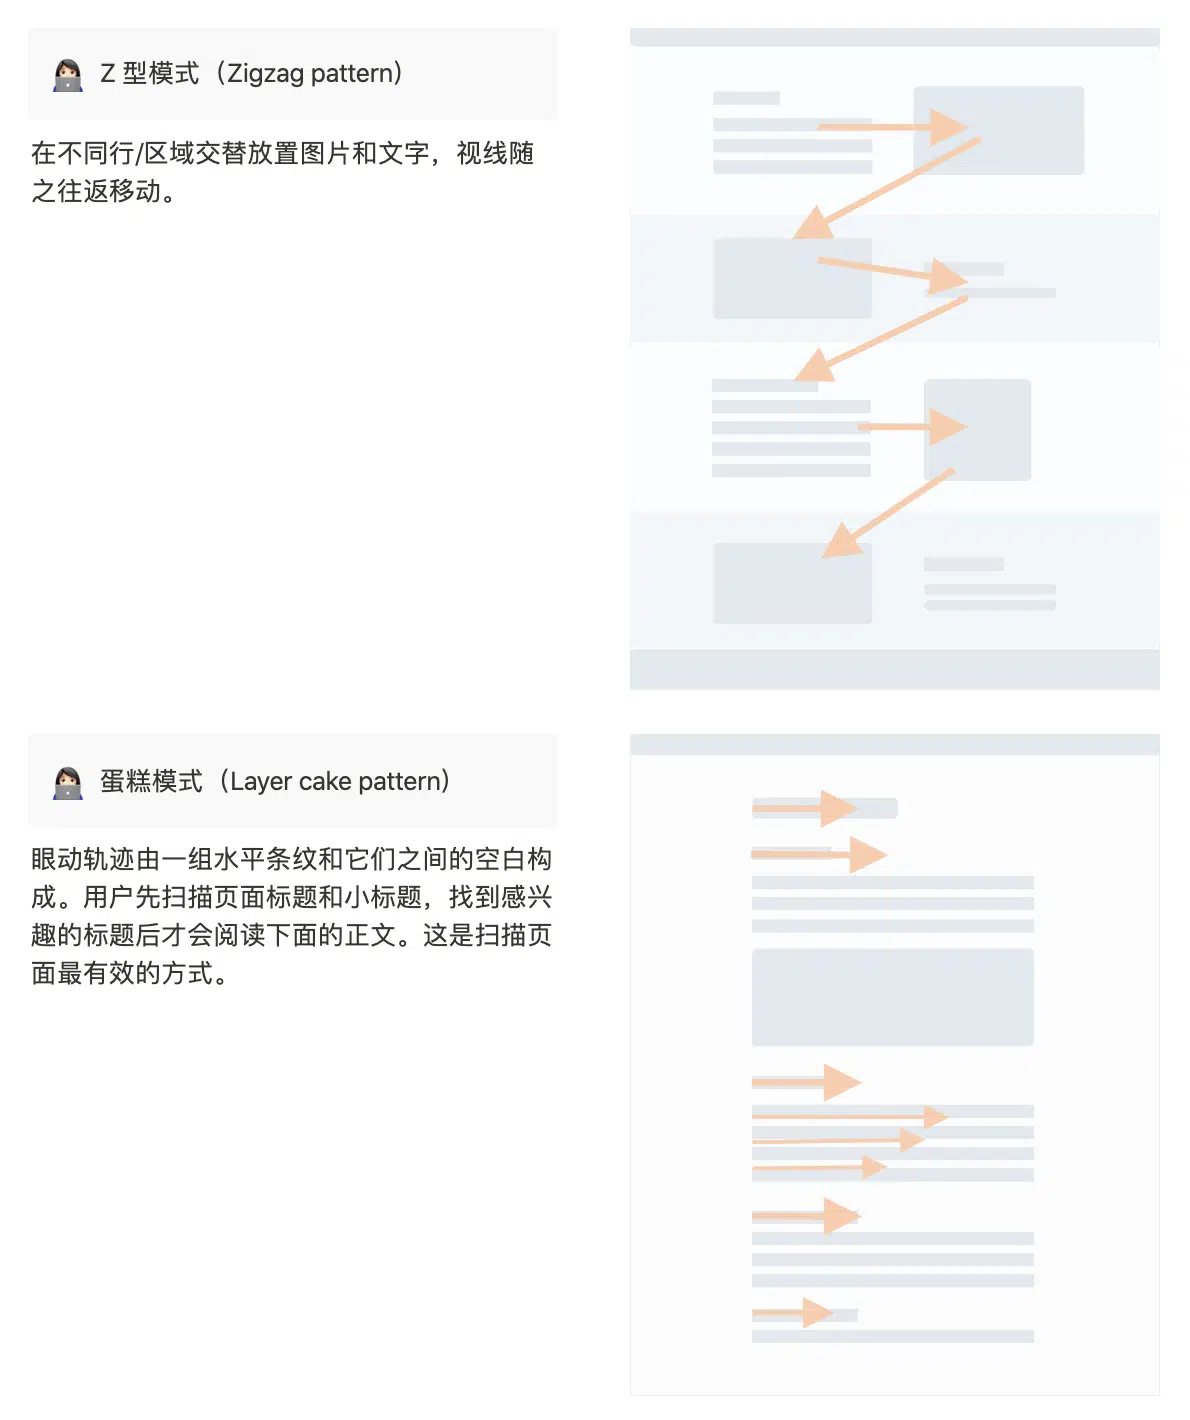 Z 型模式（Zigzag pattern）
在不同行/区域交替放置图片和文字，视线随
之往返移动。
蛋糕模式（Layer cake pattern）
眼动轨迹由一组水平条纹和它们之间的空白构
成。用户先扫描页面标题和小标题，找到感兴
趣的标题后才会阅读下面的正文。这是扫描页
面最有效的方式。